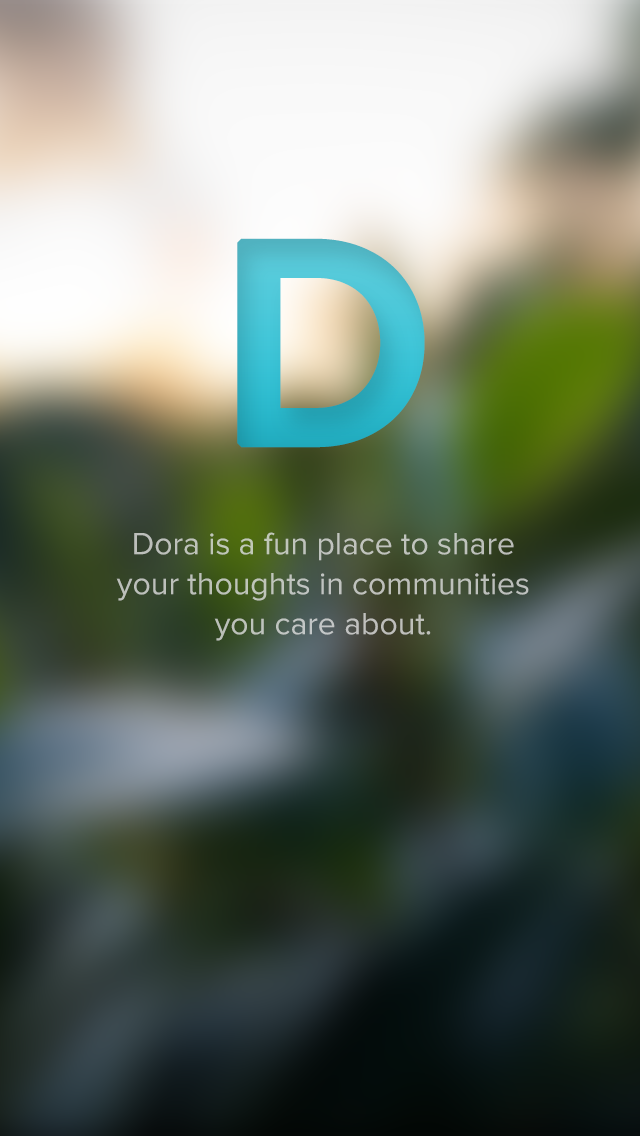 D
Dora is a fun place to share
your thoughts in communities
you care about.